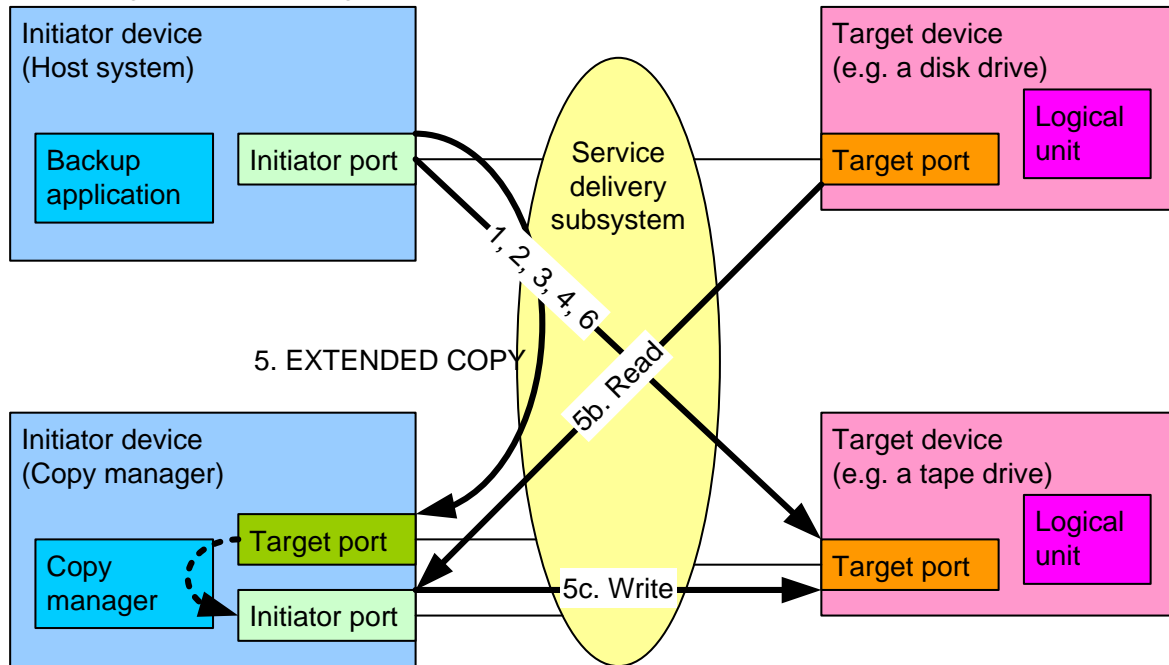 Initiator device
(Host system)
Backup
application
Initiator port
Service
delivery
subsystem
Target device
(e.g. a disk drive)
Logical
unit
Target port
1, 2, 3, 4, 6
5. EXTENDED COPY
5b. Read
Initiator device
(Copy manager)
Target port
Copy
manager
Initiator port
5c. Write
Target device
(e.g. a tape drive)
Logical
unit
Target port